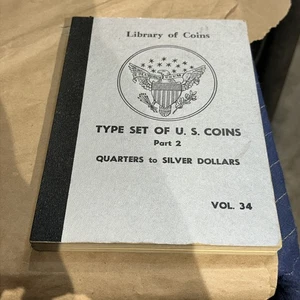 Library of Coins
TYPE SET OF U. S. COINS
Part 2
QUARTERS to SILVER DOLLARS
VOL. 34